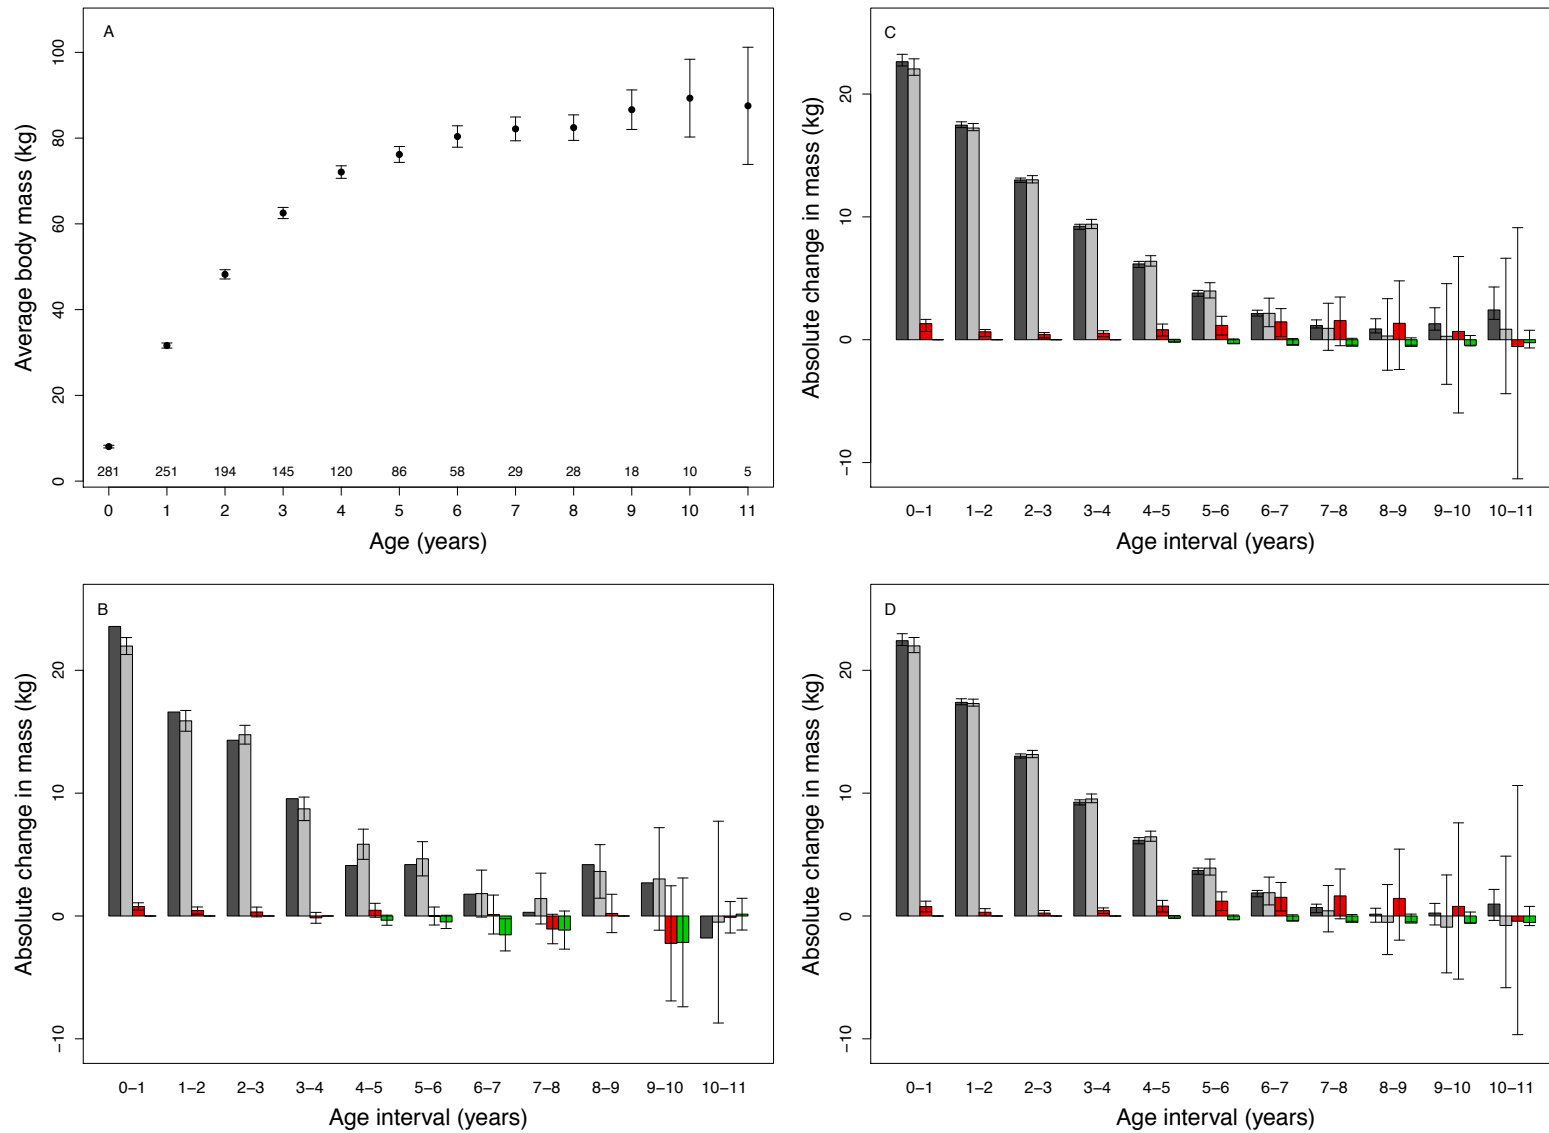 A
Average body mass (kg)
100
80
60
40
20
0
281 251 194 145 120 86 58 29 28 18 10 5
0 1 2 3 4 5 6 7 8 9 10 11
Age (years)
C
Absolute change in mass (kg)
20
10
0
−10
0−1 1−2 2−3 3−4 4−5 5−6 6−7 7−8 8−9 9−10 10−11
Age interval (years)
B
Absolute change in mass (kg)
20
10
0
−10
0−1 1−2 2−3 3−4 4−5 5−6 6−7 7−8 8−9 9−10 10−11
Age interval (years)
D
Absolute change in mass (kg)
20
10
0
−10
0−1 1−2 2−3 3−4 4−5 5−6 6−7 7−8 8−9 9−10 10−11
Age interval (years)